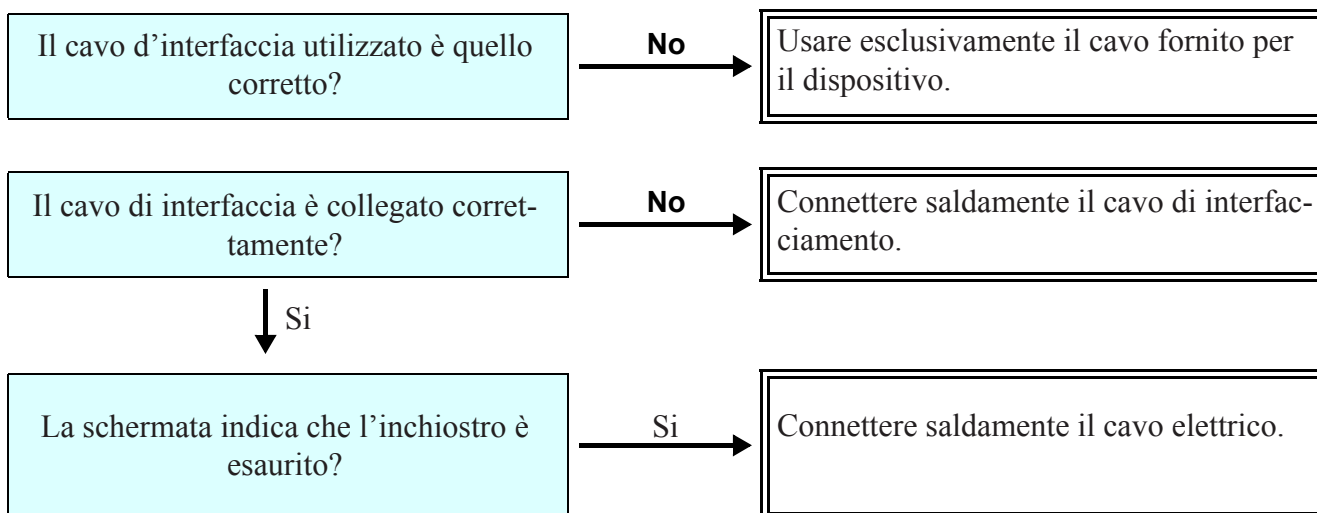 Il cavo d’interfaccia utilizzato è quello
corretto?
No
Usare esclusivamente il cavo fornito per
il dispositivo.
Il cavo di interfaccia è collegato corret-
tamente?
No
Connettere saldamente il cavo di interfac-
ciamento.
Si
La schermata indica che l’inchiostro è
esaurito?
Si
Connettere saldamente il cavo elettrico.